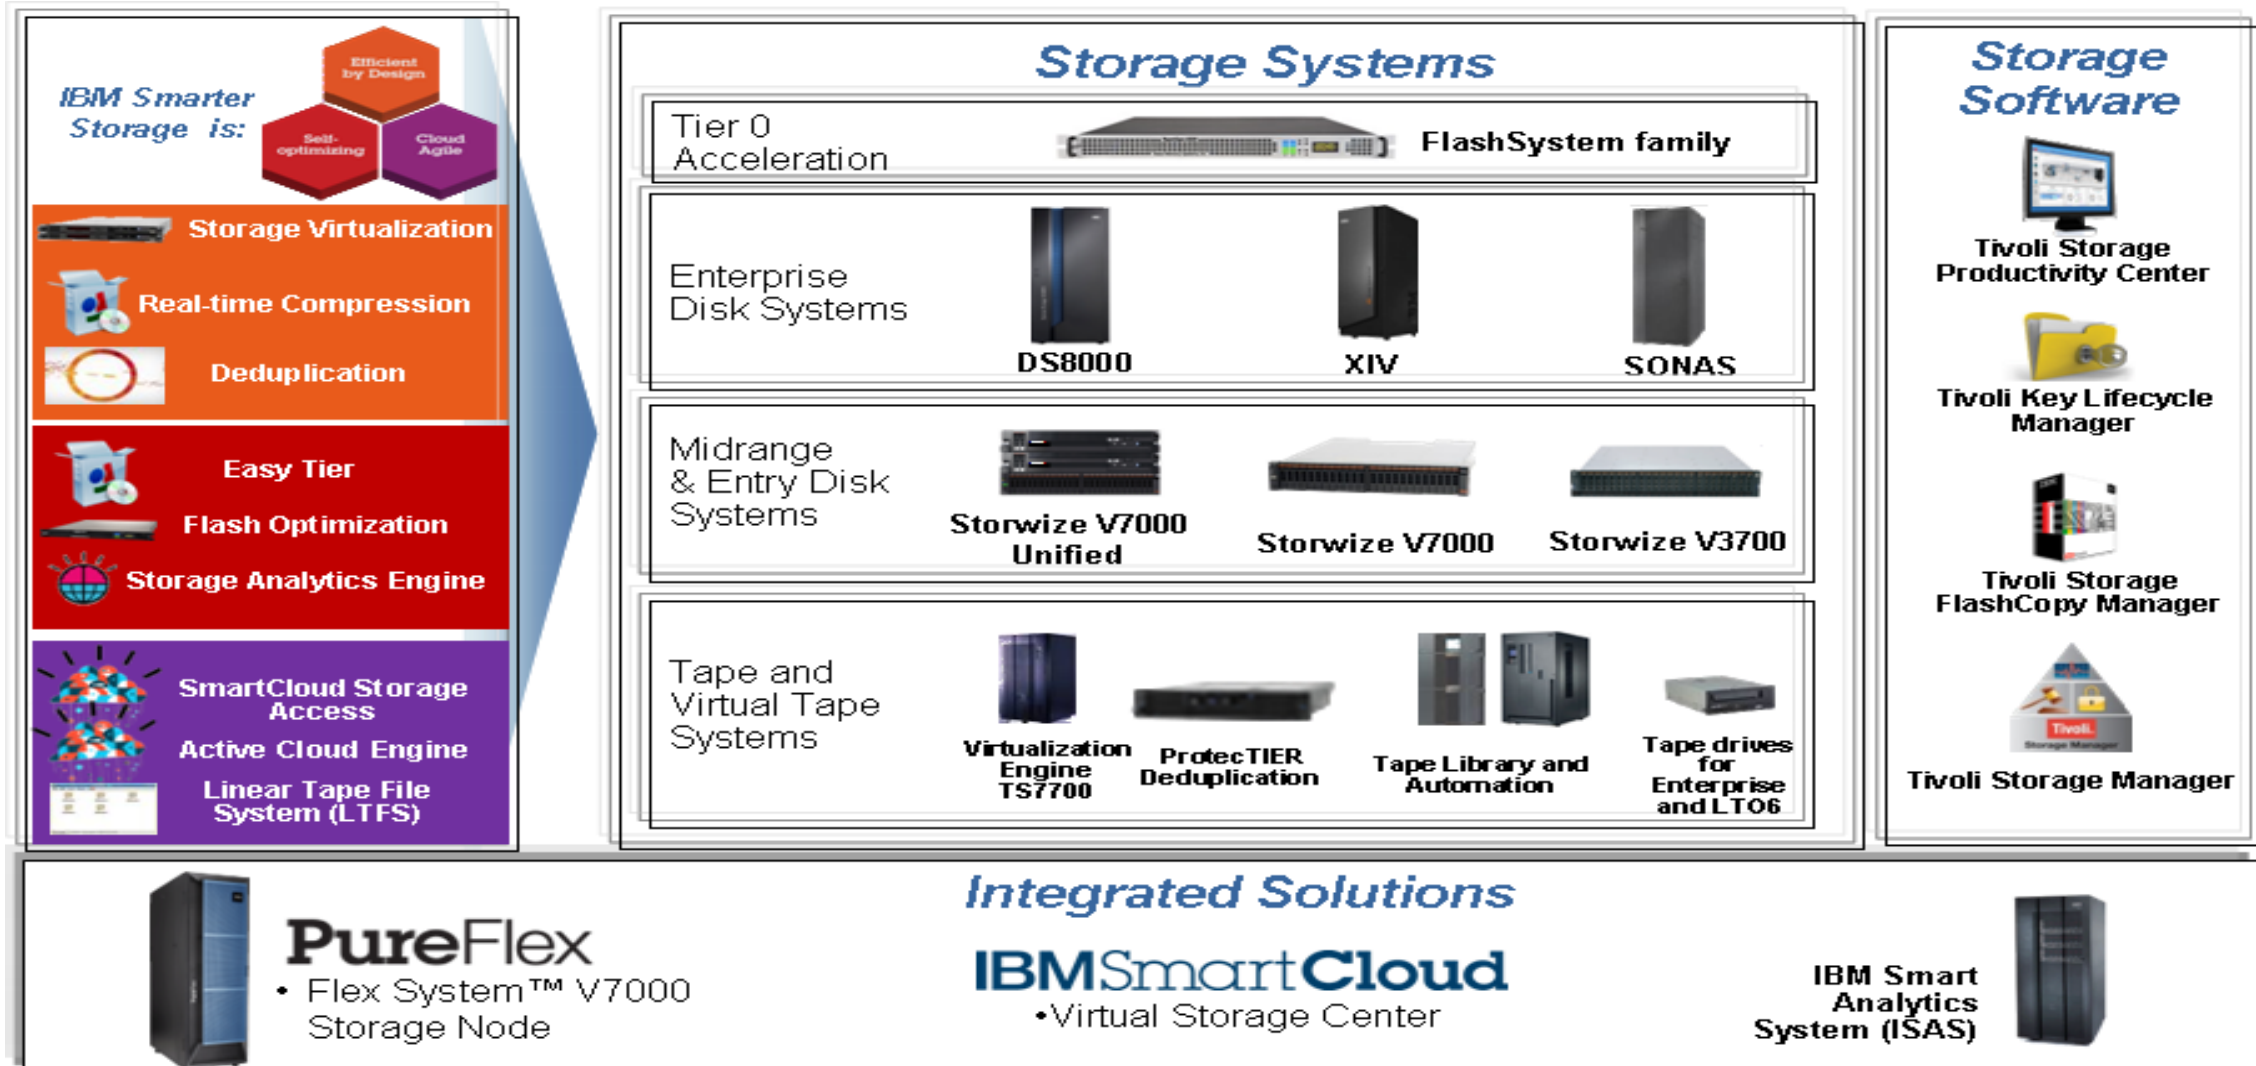 IBM Smarter
Storage is:
Efficient
by Design
Self-
optimizing
Cloud
Agile
Storage Virtualization
Real-time Compression
Deduplication
Easy Tier
Flash Optimization
Storage Analytics Engine
SmartCloud Storage
Access
Active Cloud Engine
Linear Tape File
System (LTFS)
Storage Systems
Tier 0
Acceleration
FlashSystem family
Enterprise
Disk Systems
DS8000
XIV
SONAS
Midrange
& Entry Disk
Systems
Storwize V7000
Unified
Storwize V7000
Storwize V3700
Tape and
Virtual Tape
Systems
Virtualization
Engine
TS7700
ProtecTIER
Deduplication
Tape Library and
Automation
Tape drives
for
Enterprise
and LTO6
Storage
Software
Tivoli Storage
Productivity Center
Tivoli Key Lifecycle
Manager
Tivoli Storage
FlashCopy Manager
Tivoli.
Storage Manager
Tivoli Storage Manager
Integrated Solutions
PureFlex
• Flex System™ V7000
Storage Node
IBMSmartCloud
•Virtual Storage Center
IBM Smart
Analytics
System (ISAS)